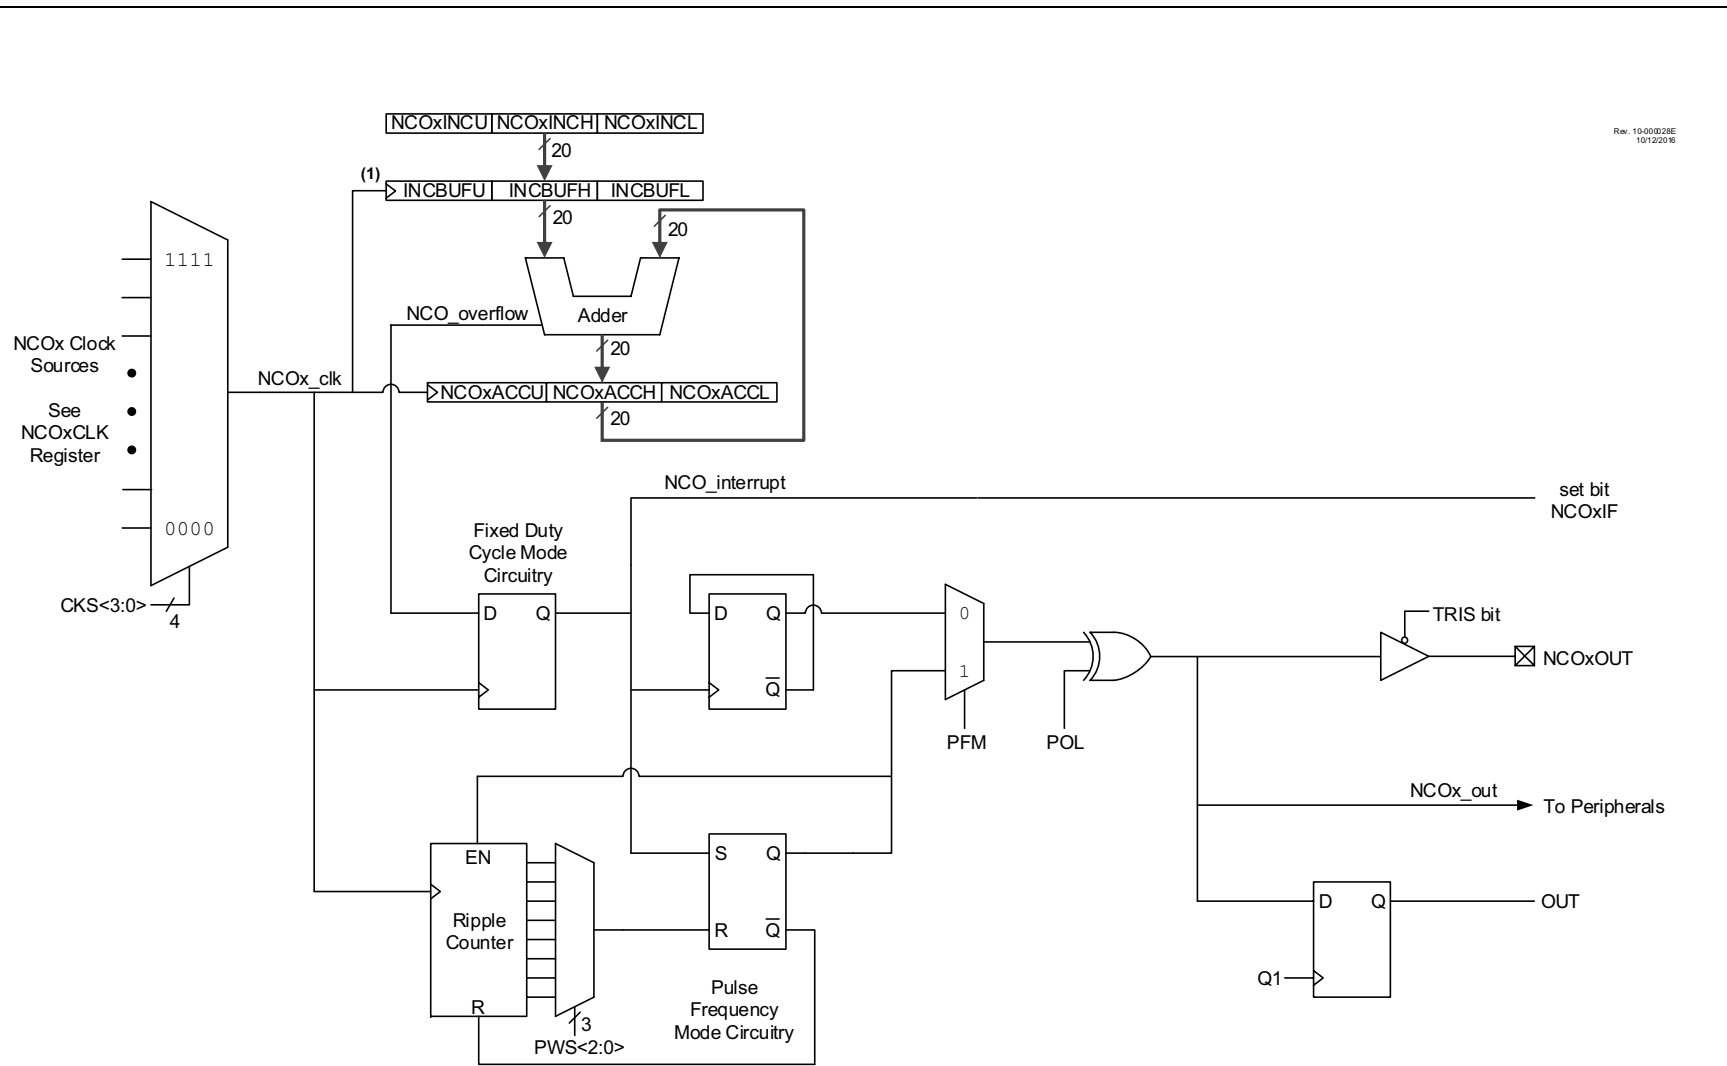 NCOxINCU NCOxINCH NCOxINCL
Rev. 10-000028E
10/12/2016
20
(1)
INCBUFU INCBUFH INCBUFL
20
20
1111
NCO_overflow
Adder
NCOx Clock
Sources
20
NCOx_clk
NCOxACCU NCOxACCH NCOxACCL
See
NCOxCLK
Register
20
NCO_interrupt
set bit
NCOxIF
0000
Fixed Duty
Cycle Mode
Circuitry
CKS<3:0>
4
D Q
D Q
Q
0
1
TRIS bit
NCOxOUT
PFM
POL
NCOx_out
To Peripherals
EN
S Q
Ripple
Counter
R Q
D Q
OUT
Q1
R
Pulse
Frequency
Mode Circuitry
3
PWS<2:0>